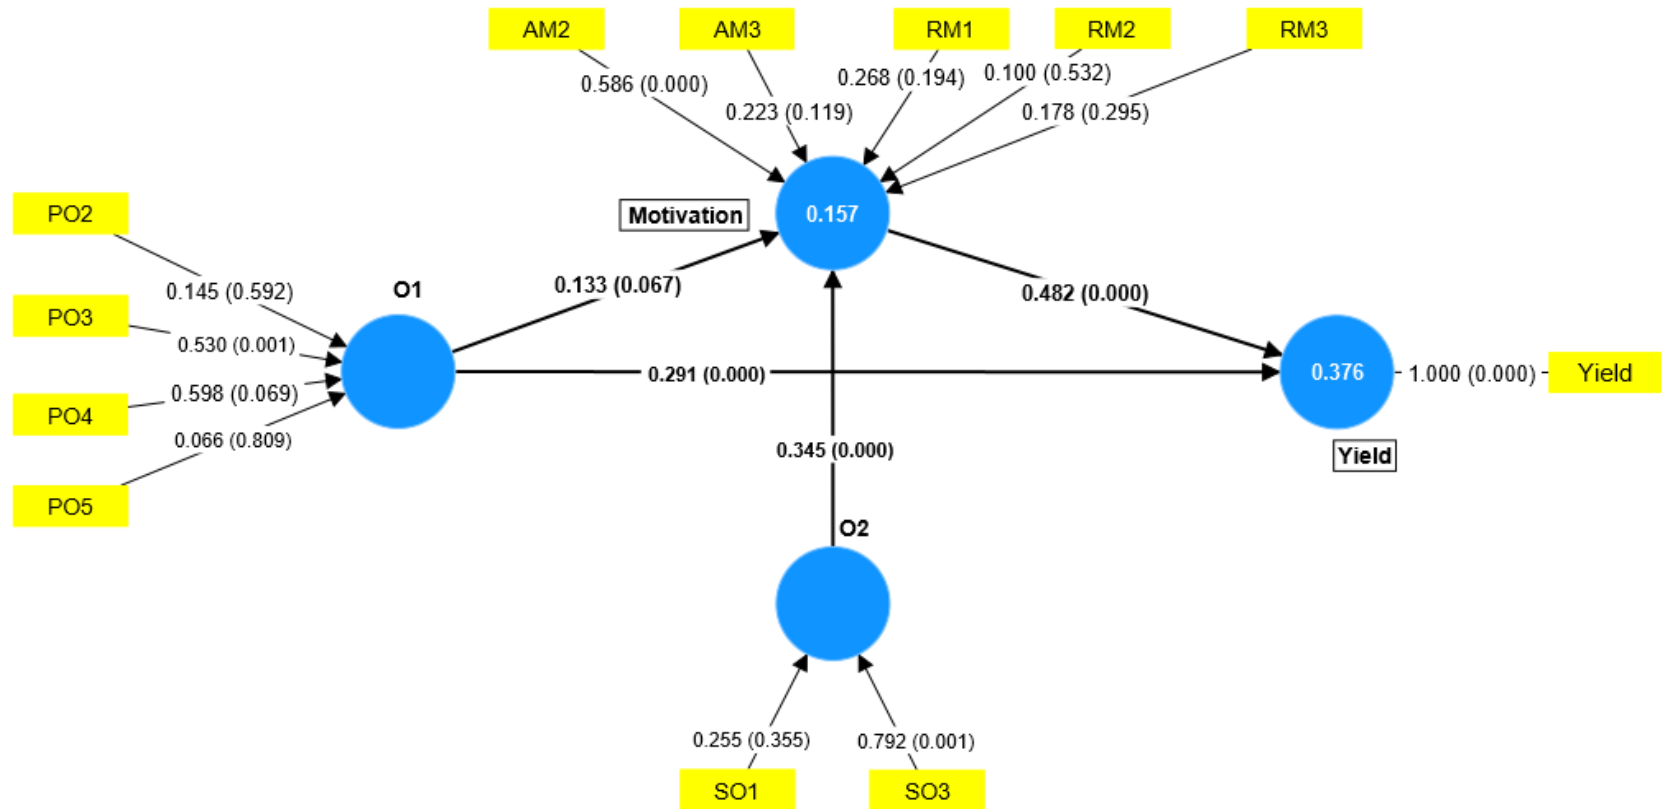 AM2
AM3
RM1
RM2
RM3
0.586 (0.000)
0.223 (0.119)
0.268 (0.194)
0.100 (0.532)
0.178 (0.295)
Motivation
0.157
PO2
PO3
PO4
PO5
0.145 (0.592)
0.530 (0.001)
0.598 (0.069)
0.066 (0.809)
O1
0.133 (0.067)
0.482 (0.000)
0.291 (0.000)
0.376
1.000 (0.000)
Yield
Yield
0.345 (0.000)
O2
0.255 (0.355)
0.792 (0.001)
SO1
SO3